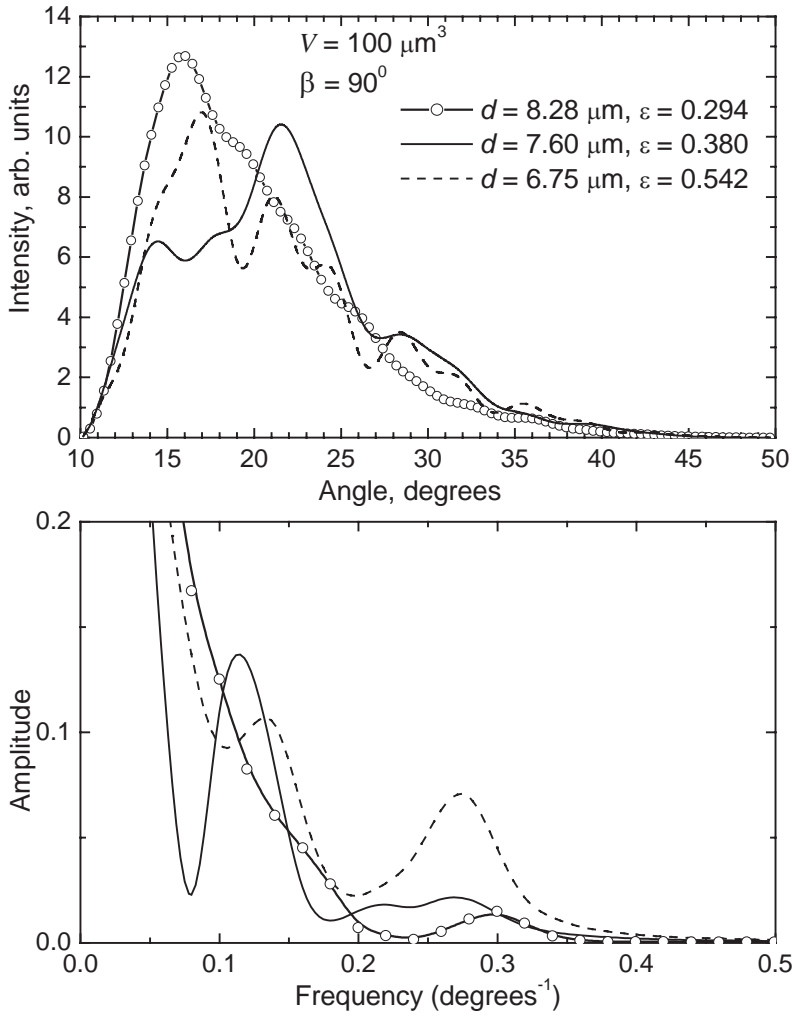 14
12
10
8
6
4
2
0
Intensity, arb. units
V = 100 μm³
β = 90⁰
d = 8.28 μm, ε = 0.294
d = 7.60 μm, ε = 0.380
d = 6.75 μm, ε = 0.542
10 15 20 25 30 35 40 45 50
Angle, degrees
0.2
0.1
0.0
Amplitude
0.0 0.1 0.2 0.3 0.4 0.5
Frequency (degrees⁻¹)